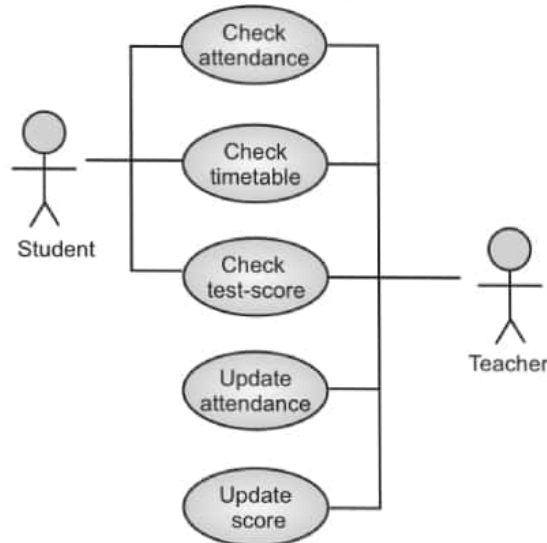 Check
attendance
Check
timetable
Student
Check
test-score
Teacher
Update
attendance
Update
score